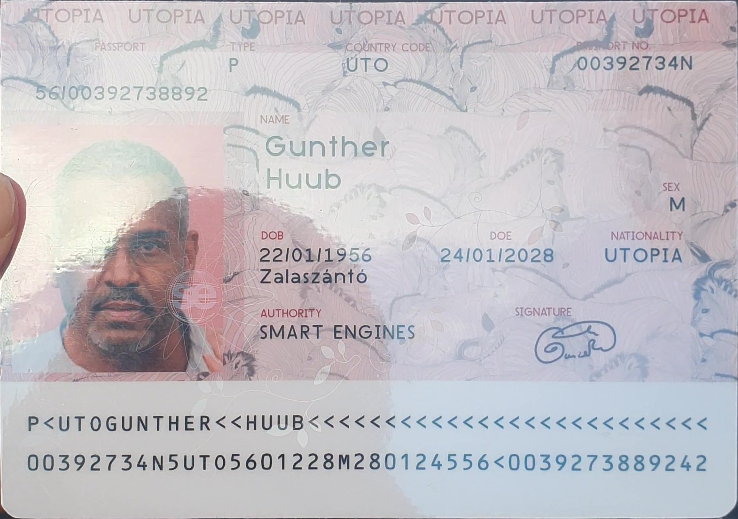 UTOPIA UTOPIA UTOPIA UTOPIA UTOPIA UTOPIA UTOPIA
PASSPORT TYPE COUNTRY CODE PASSPORT NO.
P UTO 00392734N
56/00392738892
NAME
Gunther
Huub
SEX
M
DOB DOE NATIONALITY
22/01/1956 24/01/2028 UTOPIA
Zalaszántó
AUTHORITY SIGNATURE
SMART ENGINES
P<UTOGUNTHER<<HUUB<<<<<<<<<<<<<<<<<<<<<<<<<<
00392734N5UTO5601228M280124556<0039273889242